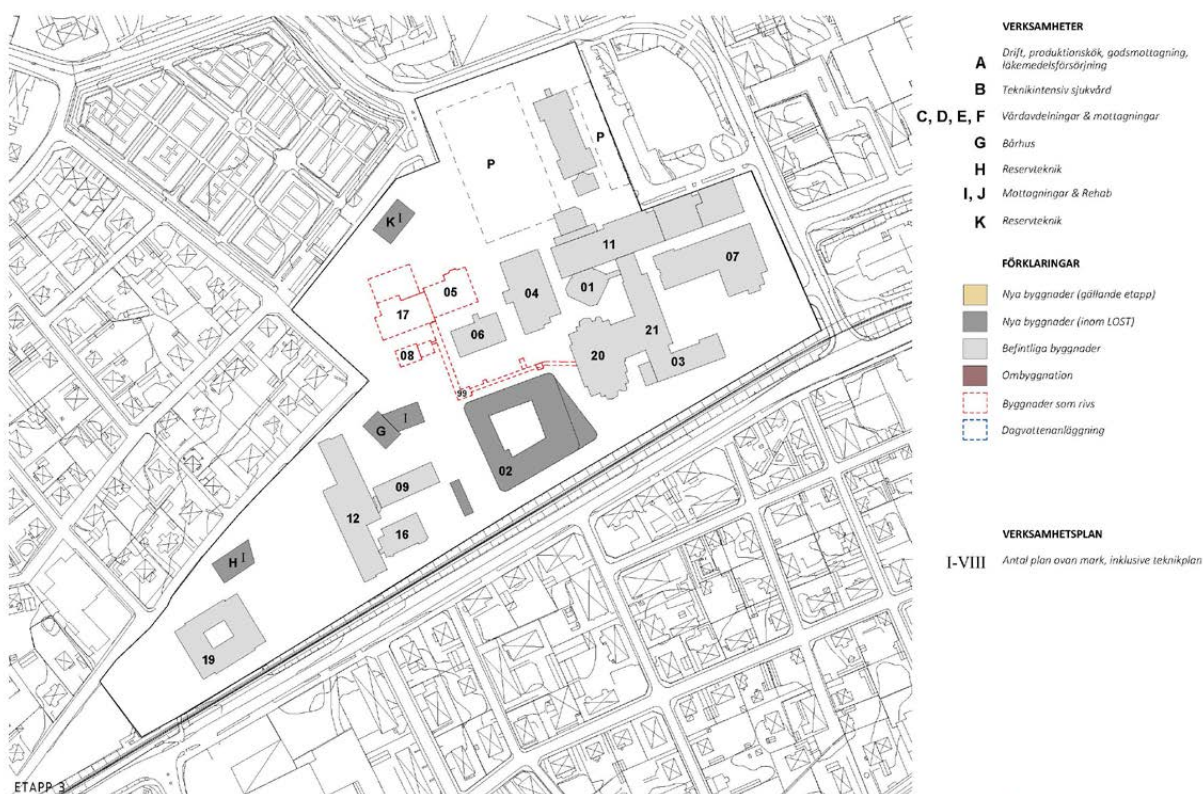 P
P
K I
11
07
01
04
05
17
06
21
08
20
03
99
G I
02
09
12
16
H I
19
ETAPP 3
VERKSAMHETER
A Drift, produktionskök, godsmottagning,
läkemedelsförsörjning
B Teknikintensiv sjukvård
C, D, E, F Vårdavdelningar & mottagningar
G Bårhus
H Reservteknik
I, J Mottagningar & Rehab
K Reservteknik
FÖRKLARINGAR
Nya byggnader (gällande etapp)
Nya byggnader (inom LOST)
Befintliga byggnader
Ombyggnation
Byggnader som rivs
Dagvattenanläggning
VERKSAMHETSPLAN
I-VIII Antal plan ovan mark, inklusive teknikplan